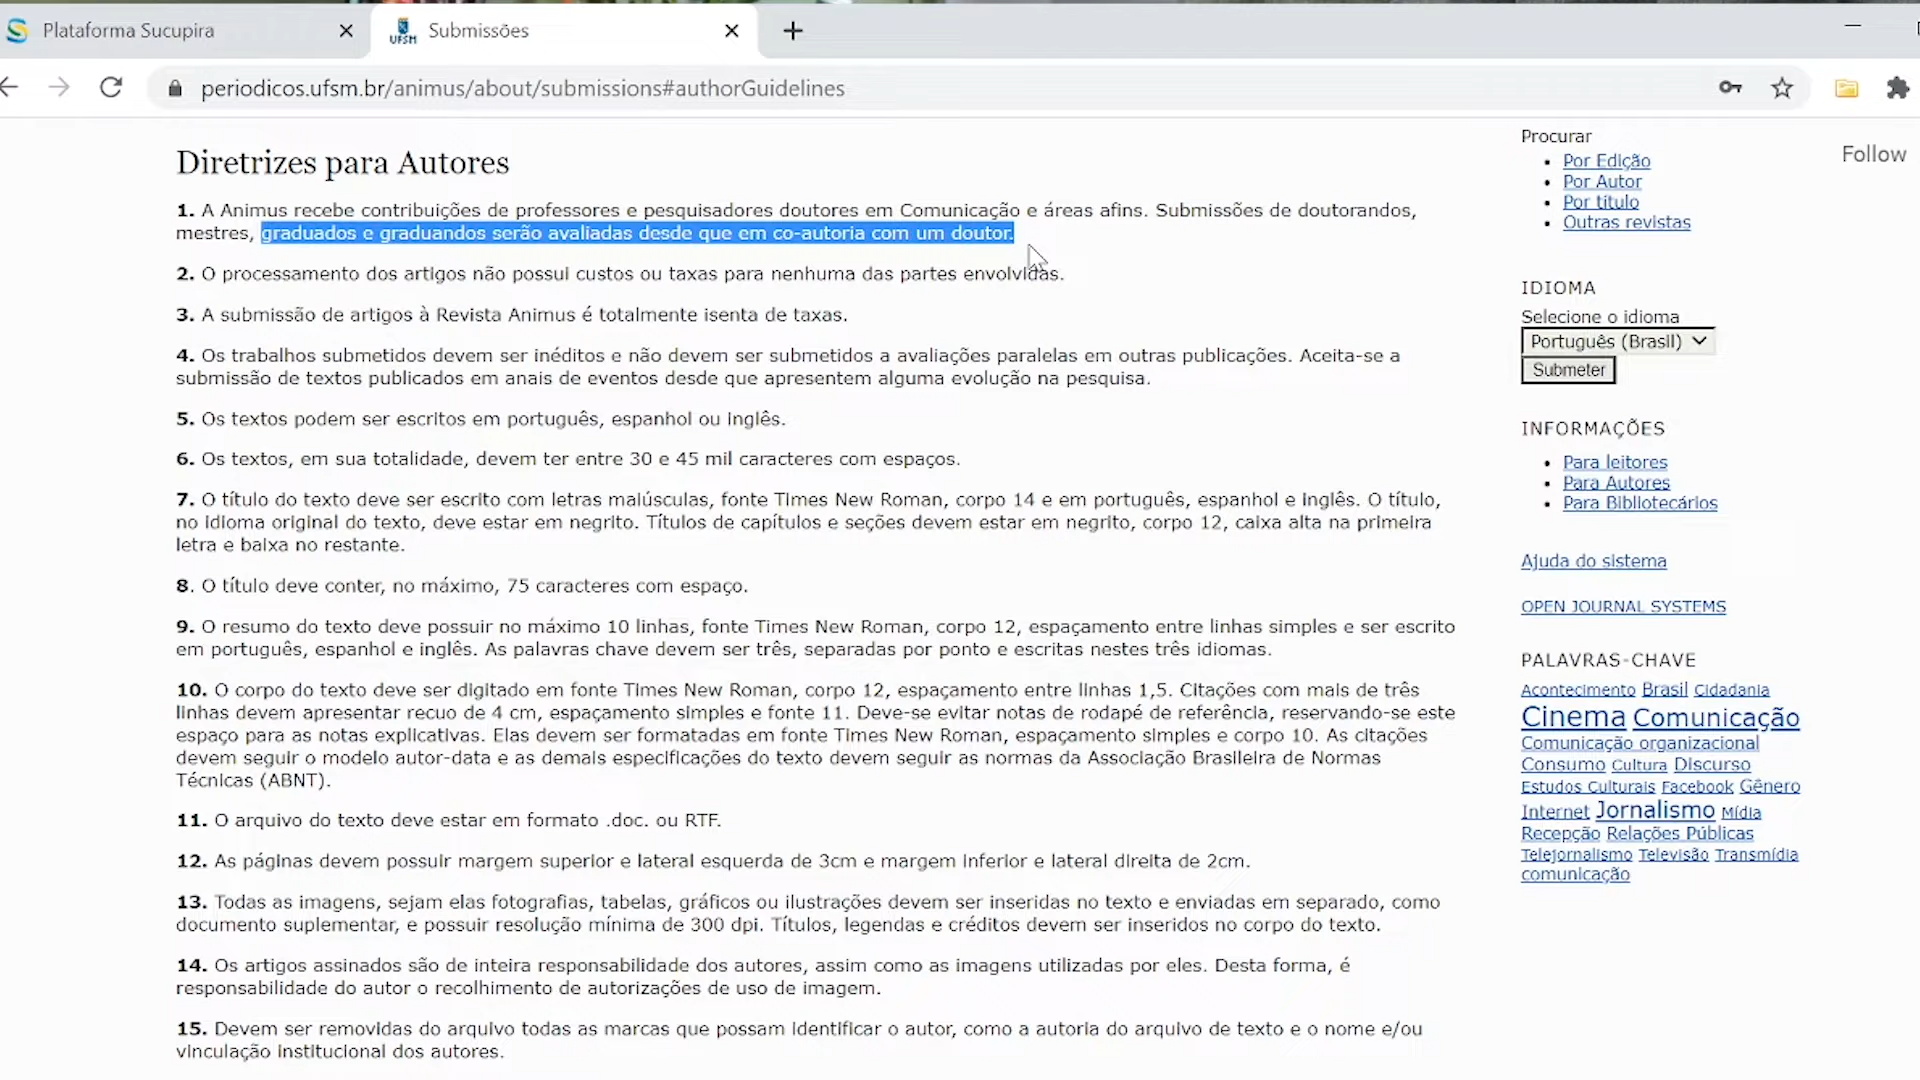 Plataforma Sucupira
UFSM Submissões
periodicos.ufsm.br/animus/about/submissions#authorGuidelines
Diretrizes para Autores
1. A Animus recebe contribuições de professores e pesquisadores doutores em Comunicação e áreas afins. Submissões de doutorandos,
mestres, graduados e graduandos serão avaliadas desde que em co-autoria com um doutor.
2. O processamento dos artigos não possui custos ou taxas para nenhuma das partes envolvidas.
3. A submissão de artigos à Revista Animus é totalmente isenta de taxas.
4. Os trabalhos submetidos devem ser inéditos e não devem ser submetidos a avaliações paralelas em outras publicações. Aceita-se a
submissão de textos publicados em anais de eventos desde que apresentem alguma evolução na pesquisa.
5. Os textos podem ser escritos em português, espanhol ou inglês.
6. Os textos, em sua totalidade, devem ter entre 30 e 45 mil caracteres com espaços.
7. O título do texto deve ser escrito com letras maiúsculas, fonte Times New Roman, corpo 14 e em português, espanhol e inglês. O título,
no idioma original do texto, deve estar em negrito. Títulos de capítulos e seções devem estar em negrito, corpo 12, caixa alta na primeira
letra e baixa no restante.
8. O título deve conter, no máximo, 75 caracteres com espaço.
9. O resumo do texto deve possuir no máximo 10 linhas, fonte Times New Roman, corpo 12, espaçamento entre linhas simples e ser escrito
em português, espanhol e inglês. As palavras chave devem ser três, separadas por ponto e escritas nestes três idiomas.
10. O corpo do texto deve ser digitado em fonte Times New Roman, corpo 12, espaçamento entre linhas 1,5. Citações com mais de três
linhas devem apresentar recuo de 4 cm, espaçamento simples e fonte 11. Deve-se evitar notas de rodapé de referência, reservando-se este
espaço para as notas explicativas. Elas devem ser formatadas em fonte Times New Roman, espaçamento simples e corpo 10. As citações
devem seguir o modelo autor-data e as demais especificações do texto devem seguir as normas da Associação Brasileira de Normas
Técnicas (ABNT).
11. O arquivo do texto deve estar em formato .doc. ou RTF.
12. As páginas devem possuir margem superior e lateral esquerda de 3cm e margem inferior e lateral direita de 2cm.
13. Todas as imagens, sejam elas fotografias, tabelas, gráficos ou ilustrações devem ser inseridas no texto e enviadas em separado, como
documento suplementar, e possuir resolução mínima de 300 dpi. Títulos, legendas e créditos devem ser inseridos no corpo do texto.
14. Os artigos assinados são de inteira responsabilidade dos autores, assim como as imagens utilizadas por eles. Desta forma, é
responsabilidade do autor o recolhimento de autorizações de uso de imagem.
15. Devem ser removidas do arquivo todas as marcas que possam identificar o autor, como a autoria do arquivo de texto e o nome e/ou
vinculação institucional dos autores.
Procurar
Por Edição
Por Autor
Por título
Outras revistas
IDIOMA
Selecione o idioma
Português (Brasil)
Submeter
INFORMAÇÕES
Para leitores
Para Autores
Para Bibliotecários
Ajuda do sistema
OPEN JOURNAL SYSTEMS
PALAVRAS-CHAVE
Acontecimento Brasil Cidadania
Cinema Comunicação
Comunicação organizacional
Consumo Cultura Discurso
Estudos Culturais Facebook Gênero
Internet Jornalismo Mídia
Recepção Relações Públicas
Telejornalismo Televisão Transmídia
comunicação
Follow